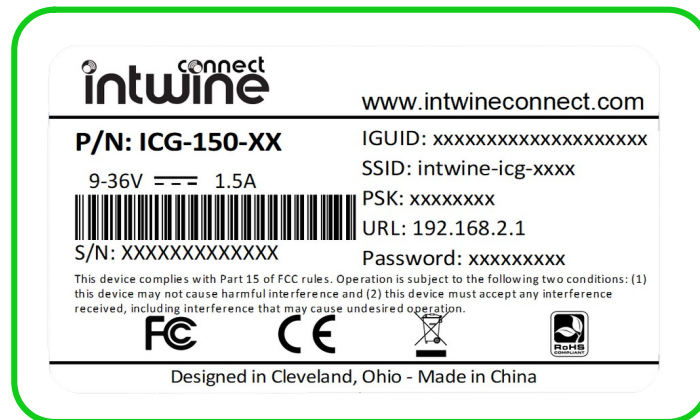 intwine connect
www.intwineconnect.com
P/N: ICG-150-XX
9-36V 1.5A
S/N: XXXXXXXXXXXXX
IGUID: xxxxxxxxxxxxxxxxxxxx
SSID: intwine-icg-xxxx
PSK: xxxxxxxx
URL: 192.168.2.1
Password: xxxxxxxxx
This device complies with Part 15 of FCC rules. Operation is subject to the following two conditions: (1)
this device may not cause harmful interference and (2) this device must accept any interference
received, including interference that may cause undesired operation.
FC CE RoHS
COMPLIANT
Designed in Cleveland, Ohio - Made in China